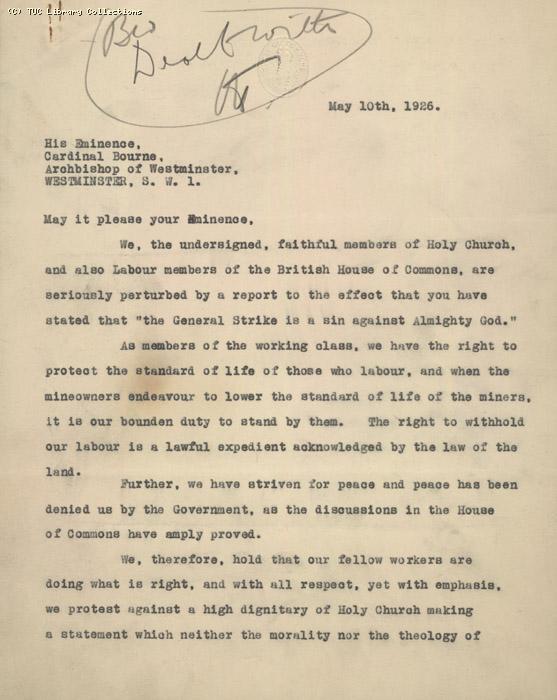 (C) TUC Library Collections
Dealt with
May 10th, 1926.
His Eminence,
Cardinal Bourne,
Archbishop of Westminster,
WESTMINSTER, S. W. 1.
May it please your Eminence,
We, the undersigned, faithful members of Holy Church,
and also Labour members of the British House of Commons, are
seriously perturbed by a report to the effect that you have
stated that "the General Strike is a sin against Almighty God."
As members of the working class, we have the right to
protect the standard of life of those who labour, and when the
mineowners endeavour to lower the standard of life of the miners,
it is our bounden duty to stand by them. The right to withhold
our labour is a lawful expedient acknowledged by the law of the
land.
Further, we have striven for peace and peace has been
denied us by the Government, as the discussions in the House
of Commons have amply proved.
We, therefore, hold that our fellow workers are
doing what is right, and with all respect, yet with emphasis,
we protest against a high dignitary of Holy Church making
a statement which neither the morality nor the theology of